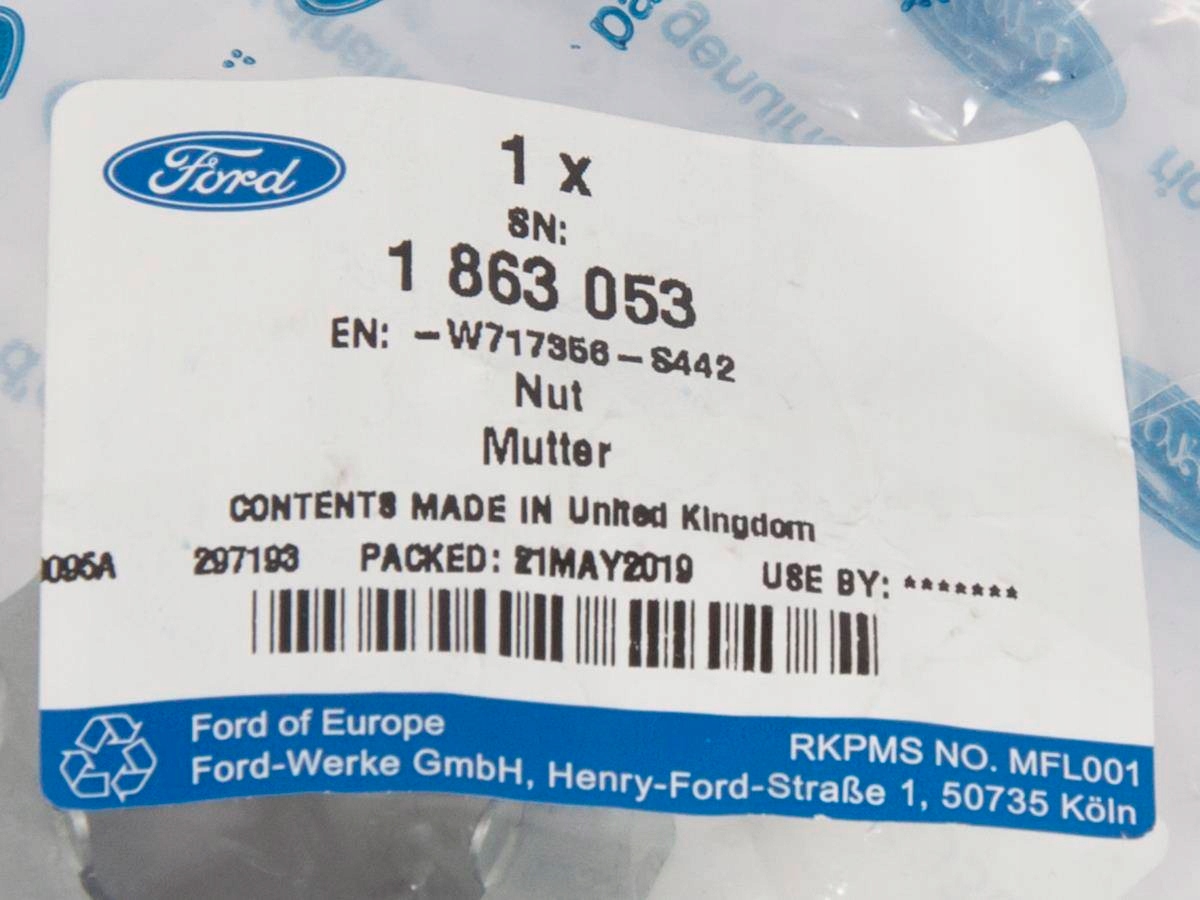 Ford
1 x
SN:
1 863 053
EN: -W717356-S442
Nut
Mutter
CONTENTS MADE IN United Kingdom
297193 PACKED: 21MAY2019 USE BY: *******
Ford of Europe
Ford-Werke GmbH, Henry-Ford-Straße 1, 50735 Köln
RKPMS NO. MFL001